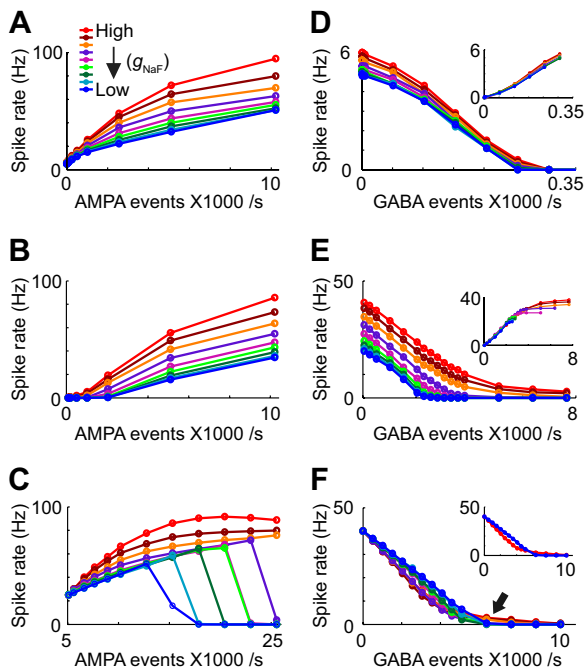 A
High
(gNaF)
Low
100
0
Spike rate (Hz)
0
10
AMPA events X1000 /s
D
6
0
Spike rate (Hz)
0
0.35
GABA events X1000 /s
6
0
0
0.35
B
100
0
Spike rate (Hz)
0
10
AMPA events X1000 /s
E
50
0
Spike rate (Hz)
0
8
GABA events X1000 /s
40
0
0
8
C
100
0
Spike rate (Hz)
5
25
AMPA events X1000 /s
F
50
0
Spike rate (Hz)
0
10
GABA events X1000 /s
50
0
0
10